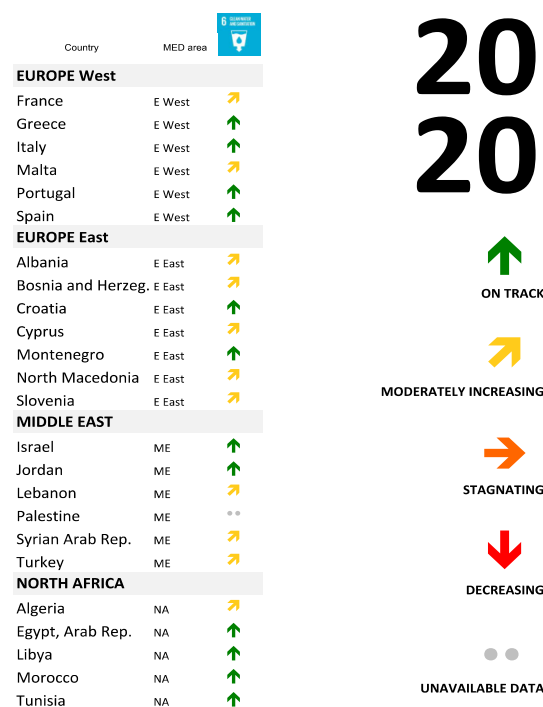 6 CLEAN WATER
AND SANITATION
Country MED area
EUROPE West
France E West
Greece E West
Italy E West
Malta E West
Portugal E West
Spain E West
EUROPE East
Albania E East
Bosnia and Herzeg. E East
Croatia E East
Cyprus E East
Montenegro E East
North Macedonia E East
Slovenia E East
MIDDLE EAST
Israel ME
Jordan ME
Lebanon ME
Palestine ME
Syrian Arab Rep. ME
Turkey ME
NORTH AFRICA
Algeria NA
Egypt, Arab Rep. NA
Libya NA
Morocco NA
Tunisia NA
20
20
ON TRACK
MODERATELY INCREASING
STAGNATING
DECREASING
UNAVAILABLE DATA